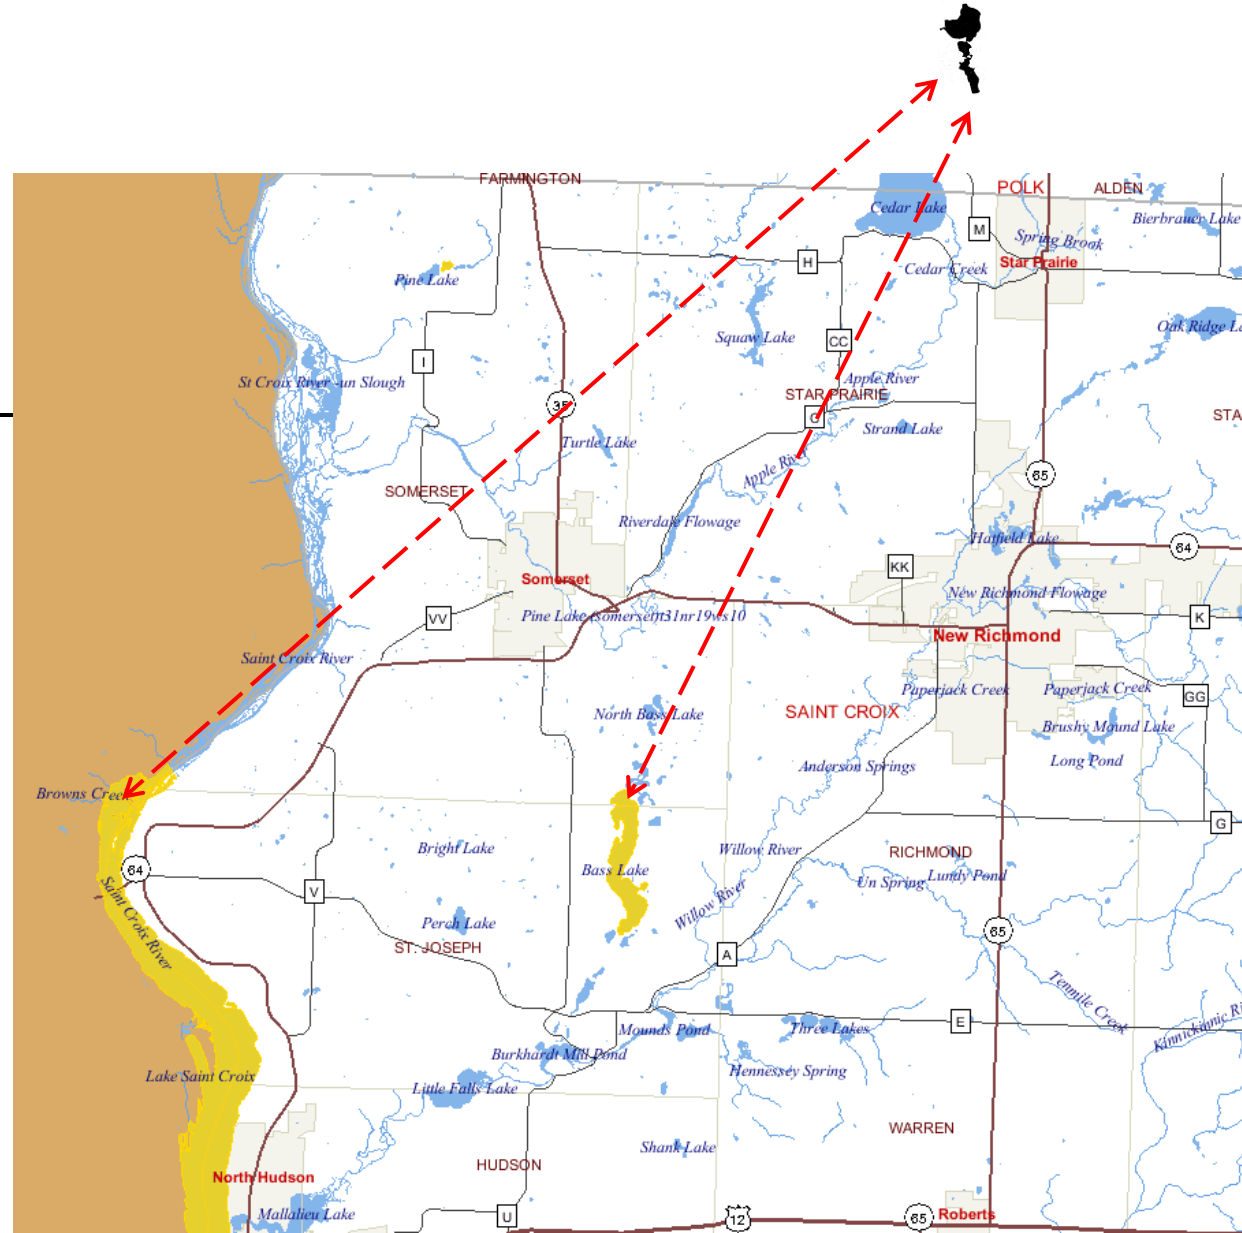 FARMINGTON
POLK
ALDEN
Cedar Lake
Bierbrauer Lake
M
Spring Brook
H
Cedar Creek
Star Prairie
Pine Lake
Oak Ridge La
Squaw Lake
CC
I
St Croix River -un Slough
Apple River
STAR PRAIRIE
35
C
STA
Strand Lake
Turtle Lake
Apple River
65
SOMERSET
Riverdale Flowage
Hatfield Lake
64
KK
Somerset
New Richmond Flowage
VV
Pine Lake (somerset)t31nr19ws10
K
New Richmond
Saint Croix River
Paperjack Creek
Paperjack Creek
GG
North Bass Lake
SAINT CROIX
Brushy Mound Lake
Long Pond
Anderson Springs
Browns Creek
G
Bright Lake
Willow River
RICHMOND
64
Bass Lake
Un Spring
Lundy Pond
V
Willow River
Saint Croix River
Perch Lake
65
ST. JOSEPH
A
Tenmile Creek
E
Mounds Pond
Three Lakes
Kinnickinnic Ri
Burkhardt Mill Pond
Lake Saint Croix
Hennessey Spring
Little Falls Lake
WARREN
Shank Lake
HUDSON
North Hudson
Mallalieu Lake
U
12
65
Roberts